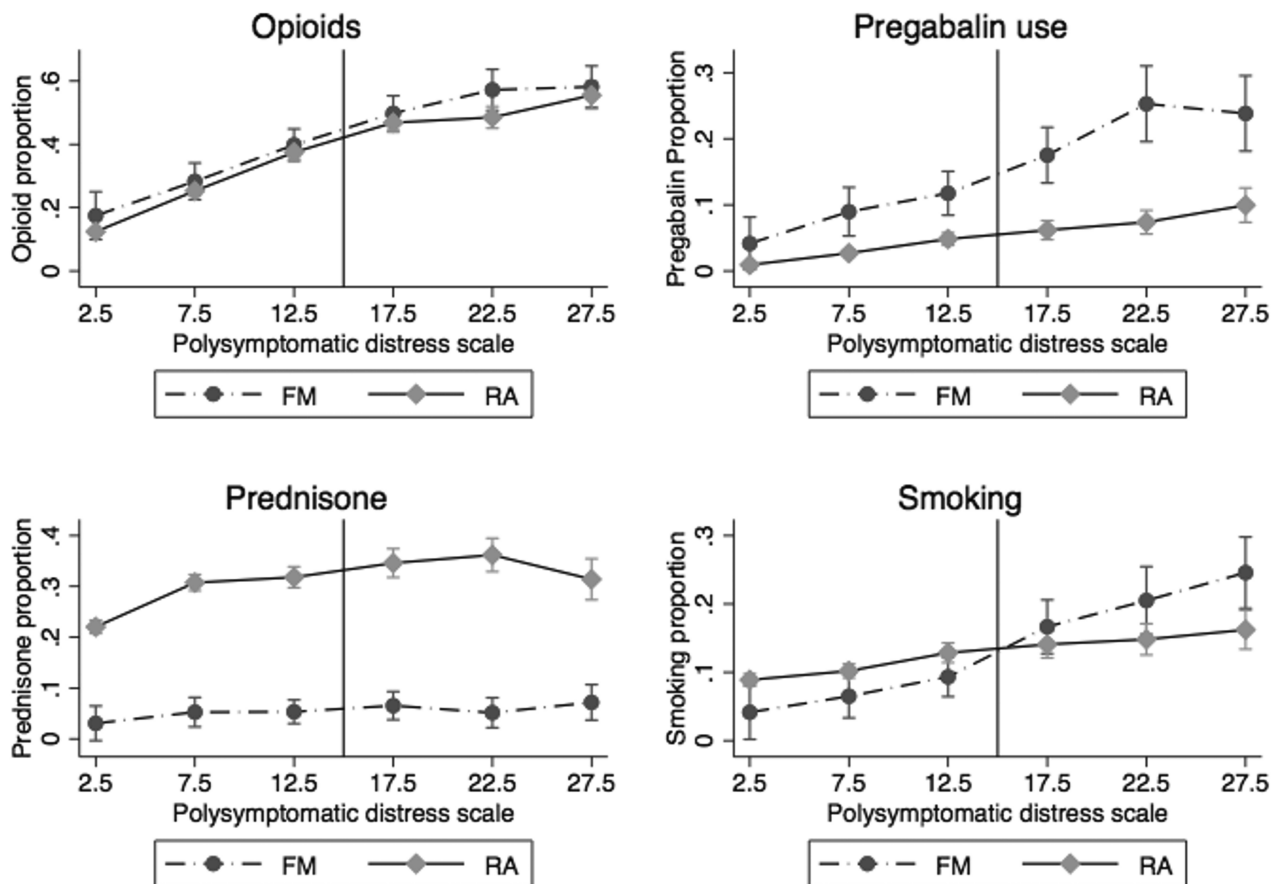 Opioids
Opioid proportion
0 .2 .4 .6
2.5 7.5 12.5 17.5 22.5 27.5
Polysymptomatic distress scale
FM RA
Pregabalin use
Pregabalin Proportion
0 .1 .2 .3
2.5 7.5 12.5 17.5 22.5 27.5
Polysymptomatic distress scale
FM RA
Prednisone
Prednisone proportion
0 .1 .2 .3 .4
2.5 7.5 12.5 17.5 22.5 27.5
Polysymptomatic distress scale
FM RA
Smoking
Smoking proportion
0 .1 .2 .3
2.5 7.5 12.5 17.5 22.5 27.5
Polysymptomatic distress scale
FM RA